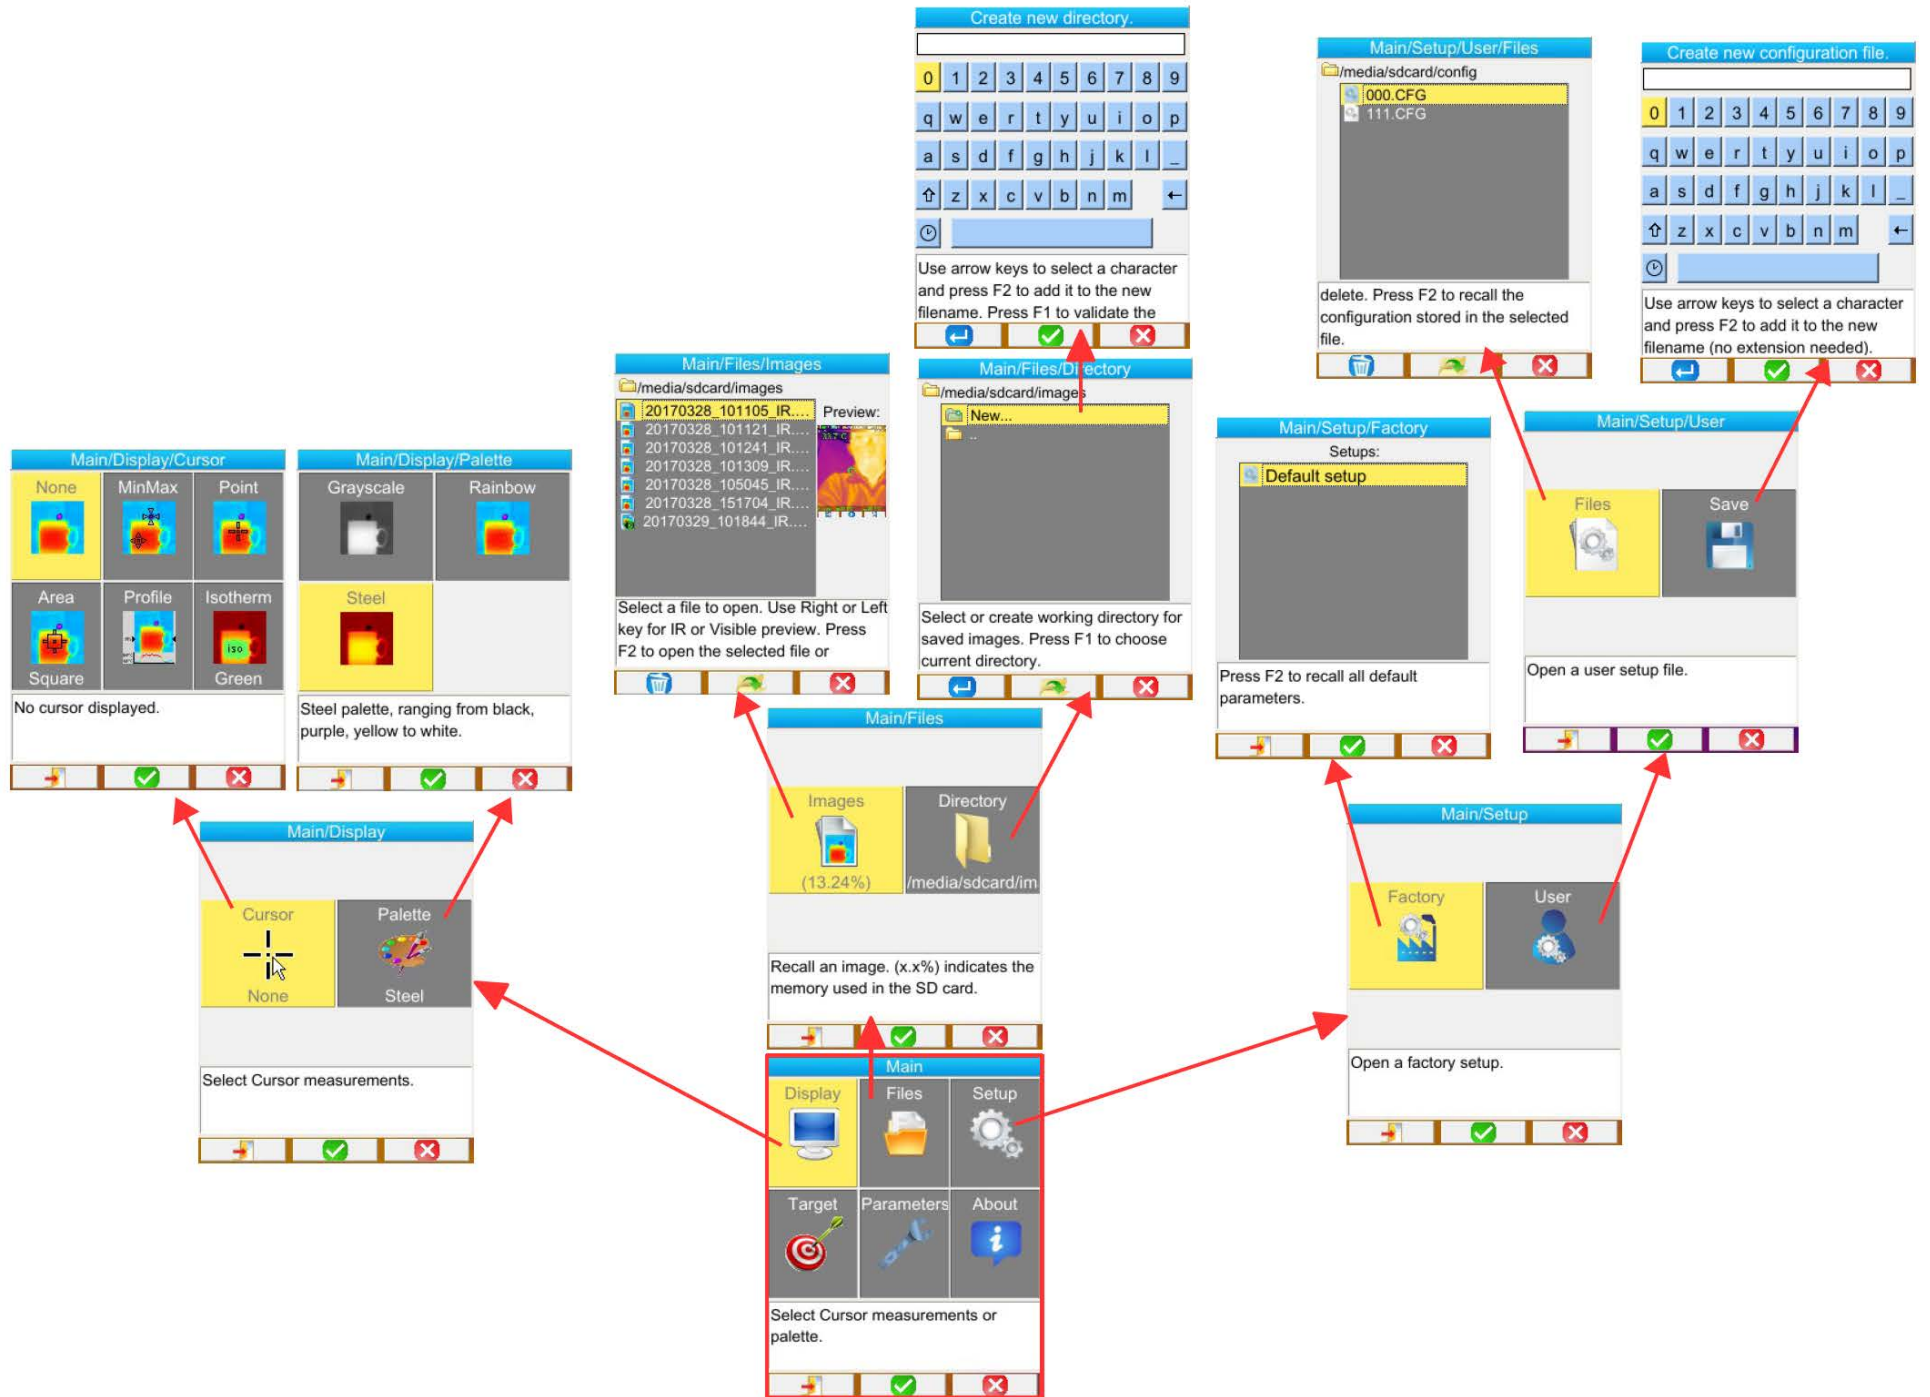 Create new directory.
0 1 2 3 4 5 6 7 8 9
q w e r t y u i o p
a s d f g h j k l _
z x c v b n m
Use arrow keys to select a character
and press F2 to add it to the new
filename. Press F1 to validate the
Main/Setup/User/Files
/media/sdcard/config
000.CFG
111.CFG
delete. Press F2 to recall the
configuration stored in the selected
file.
Create new configuration file.
0 1 2 3 4 5 6 7 8 9
q w e r t y u i o p
a s d f g h j k l _
z x c v b n m
Use arrow keys to select a character
and press F2 to add it to the new
filename (no extension needed).
Main/Files/Images
/media/sdcard/images
20170328_101105_IR....
20170328_101121_IR....
20170328_101241_IR....
20170328_101309_IR....
20170328_105045_IR....
20170328_151704_IR....
20170329_101844_IR....
Preview:
Select a file to open. Use Right or Left
key for IR or Visible preview. Press
F2 to open the selected file or
Main/Files/Directory
/media/sdcard/images
New...
..
Select or create working directory for
saved images. Press F1 to choose
current directory.
Main/Setup/Factory
Setups:
Default setup
Press F2 to recall all default
parameters.
Main/Setup/User
Files Save
Open a user setup file.
Main/Display/Cursor
None MinMax Point
Area Profile Isotherm
iso
Square Green
No cursor displayed.
Main/Display/Palette
Grayscale Rainbow
Steel
Steel palette, ranging from black,
purple, yellow to white.
Main/Files
Images Directory
(13.24%) /media/sdcard/im
Recall an image. (x.x%) indicates the
memory used in the SD card.
Main/Display
Cursor Palette
None Steel
Select Cursor measurements.
Main/Setup
Factory User
Open a factory setup.
Main
Display Files Setup
Target Parameters About
Select Cursor measurements or
palette.